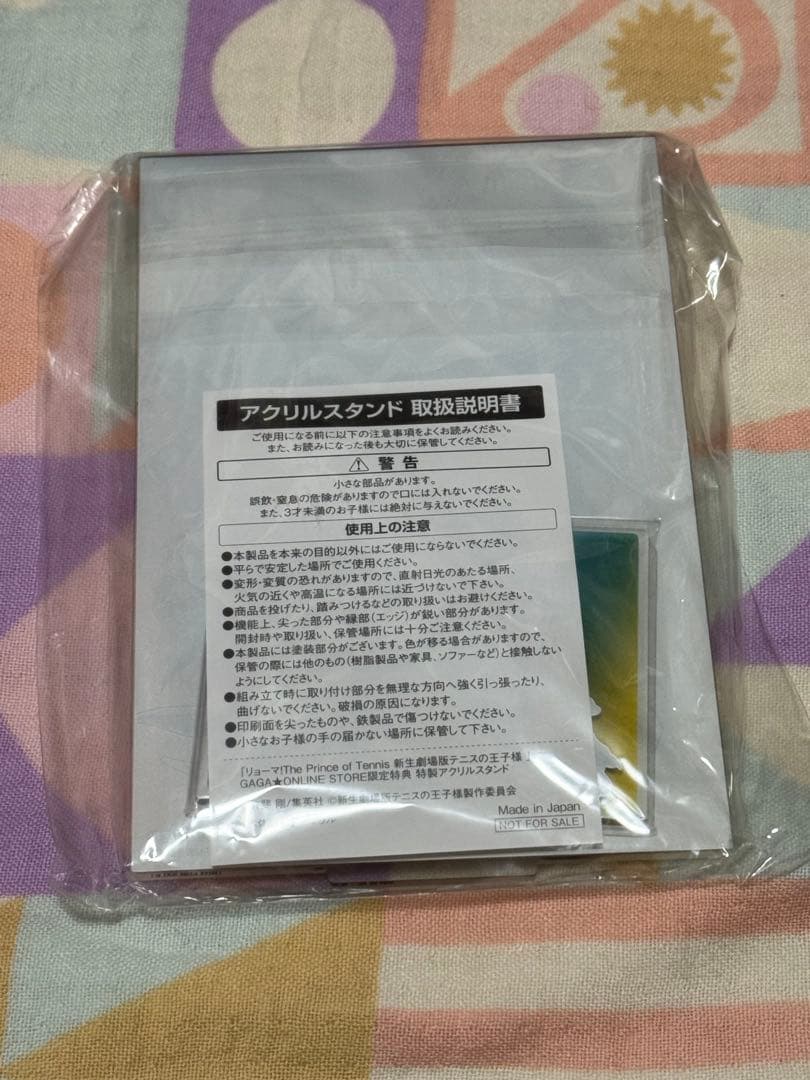 アクリルスタンド 取扱説明書
ご使用になる前に以下の注意事項をよくお読みください。
また、お読みになった後も大切に保管してください。
⚠ 警告
小さな部品があります。
誤飲・窒息の危険がありますので口には入れないでください。
また、3才未満のお子様には絶対に与えないでください。
使用上の注意
●本製品を本来の目的以外にはご使用にならないでください。
●平らで安定した場所でご使用ください。
●変形・変質の恐れがありますので、直射日光のあたる場所、
火気の近くや高温になる場所には近づけないで下さい。
●商品を投げたり、踏みつけるなどの取り扱いはお避けください。
●機能上、尖った部分や縁部(エッジ)が鋭い部分があります。
開封時や取り扱い、保管場所には十分ご注意ください。
●本製品には塗装部分がございます。色が移る場合がありますので、
保管の際には他のもの(樹脂製品や家具、ソファーなど)と接触しない
ようにしてください。
●組み立て時に取り付け部分を無理な方向へ強く引っ張ったり、
曲げないでください。破損の原因になります。
●印刷面を尖ったものや、鉄製品で傷つけないでください。
●小さなお子様の手の届かない場所に保管して下さい。
「リョーマ!The Prince of Tennis 新生劇場版テニスの王子様」
GAGA★ONLINE STORE限定特典 特製アクリルスタンド
剛/集英社 ©新生劇場版テニスの王子様製作委員会
Made in Japan
NOT FOR SALE